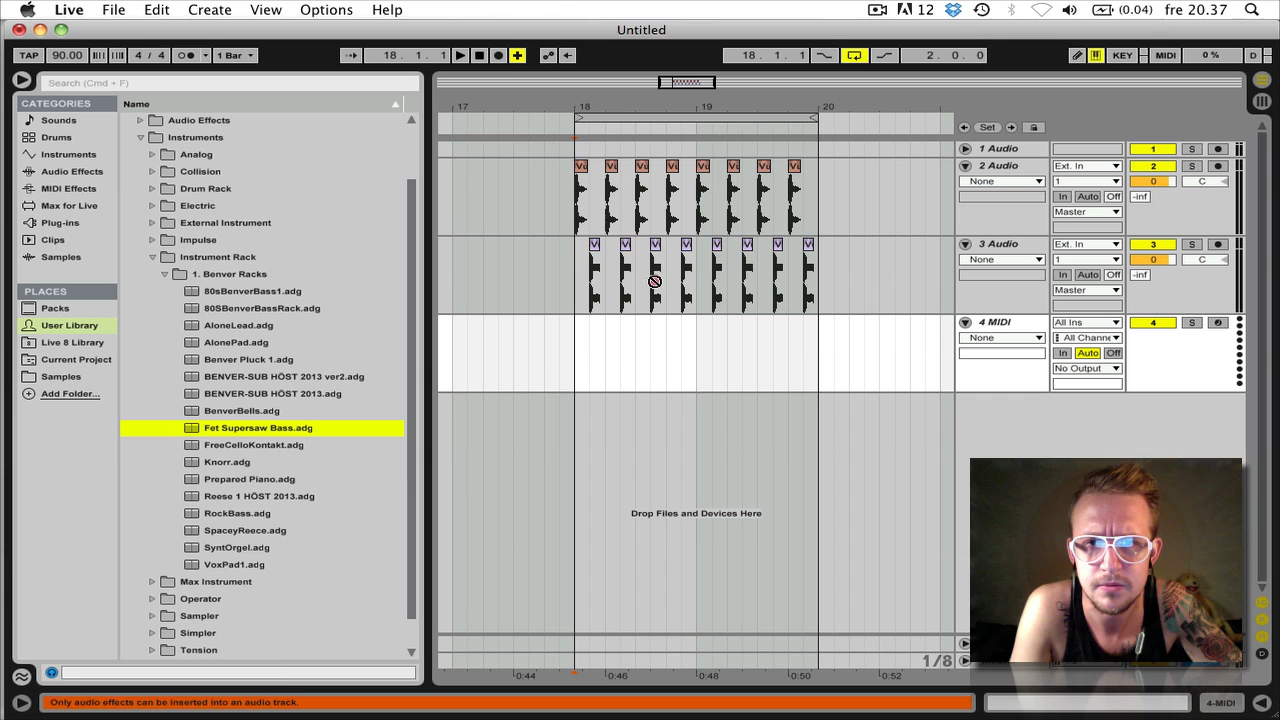 Live File Edit Create View Options Help 12 (0.04) fre 20.37
Untitled
TAP 90.00 4 / 4 1 Bar 18. 1. 1 18. 1. 1 2. 0. 0 KEY MIDI 0 % D
Search (Cmd + F)
CATEGORIES
Sounds
Drums
Instruments
Audio Effects
MIDI Effects
Max for Live
Plug-ins
Clips
Samples
PLACES
Packs
User Library
Live 8 Library
Current Project
Samples
Add Folder...
Name
Audio Effects
Instruments
Analog
Collision
Drum Rack
Electric
External Instrument
Impulse
Instrument Rack
1. Benver Racks
80sBenverBass1.adg
80SBenverBassRack.adg
AloneLead.adg
AlonePad.adg
Benver Pluck 1.adg
BENVER-SUB HÖST 2013 ver2.adg
BENVER-SUB HÖST 2013.adg
BenverBells.adg
Fet Supersaw Bass.adg
FreeCelloKontakt.adg
Knorr.adg
Prepared Piano.adg
Reese 1 HÖST 2013.adg
RockBass.adg
SpaceyReece.adg
SyntOrgel.adg
VoxPad1.adg
Max Instrument
Operator
Sampler
Simpler
Tension
17 18 19 20
Set
1 Audio 1 S
Vu Vu Vu Vu Vu Vu Vu Vu
2 Audio Ext. In 2 S
None 1 0 C
In Auto Off -inf
Master
V V V V V V V V
3 Audio Ext. In 3 S
None 1 0 C
In Auto Off -inf
Master
4 MIDI All Ins 4 S
None All Channe
In Auto Off
No Output
Drop Files and Devices Here
1/8
0:44 0:46 0:48 0:50 0:52
D
Only audio effects can be inserted into an audio track.
4-MIDI